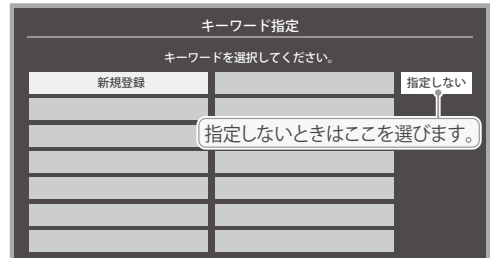 キーワード指定
キーワードを選択してください。
新規登録
指定しない
指定しないときはここを選びます。